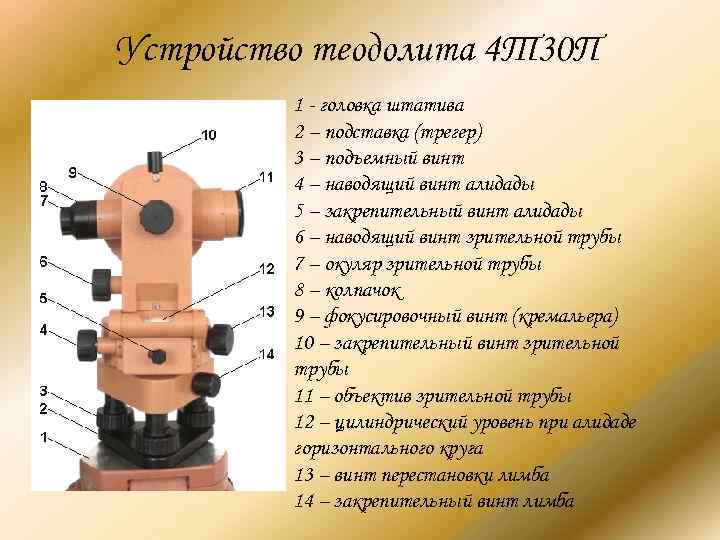 Устройство теодолита 4Т30П
1 - головка штатива
2 – подставка (трегер)
3 – подъемный винт
4 – наводящий винт алидады
5 – закрепительный винт алидады
6 – наводящий винт зрительной трубы
7 – окуляр зрительной трубы
8 – колпачок
9 – фокусировочный винт (кремальера)
10 – закрепительный винт зрительной
трубы
11 – объектив зрительной трубы
12 – цилиндрический уровень при алидаде
горизонтального круга
13 – винт перестановки лимба
14 – закрепительный винт лимба
10
9
11
8
7
6
12
5
13
4
14
3
2
1